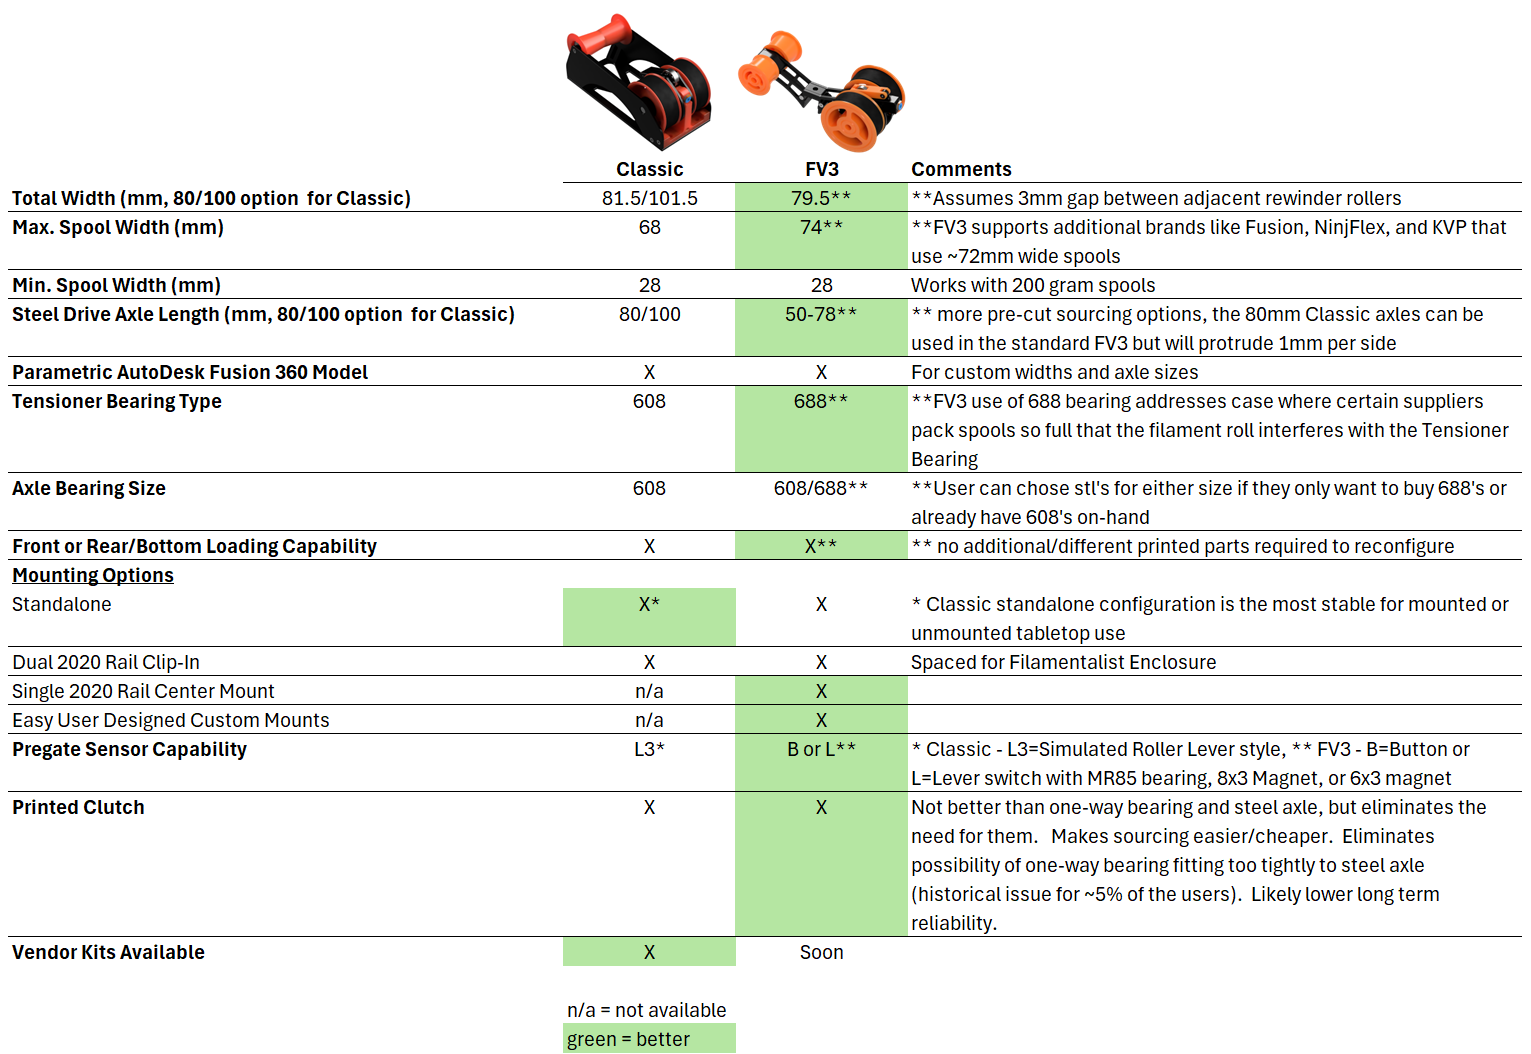 Classic FV3 Comments
Total Width (mm, 80/100 option for Classic) 81.5/101.5 79.5** **Assumes 3mm gap between adjacent rewinder rollers
Max. Spool Width (mm) 68 74** **FV3 supports additional brands like Fusion, NinjFlex, and KVP that
use ~72mm wide spools
Min. Spool Width (mm) 28 28 Works with 200 gram spools
Steel Drive Axle Length (mm, 80/100 option for Classic) 80/100 50-78** ** more pre-cut sourcing options, the 80mm Classic axles can be
used in the standard FV3 but will protrude 1mm per side
Parametric AutoDesk Fusion 360 Model X X For custom widths and axle sizes
Tensioner Bearing Type 608 688** **FV3 use of 688 bearing addresses case where certain suppliers
pack spools so full that the filament roll interferes with the Tensioner
Bearing
Axle Bearing Size 608 608/688** **User can chose stl's for either size if they only want to buy 688's or
already have 608's on-hand
Front or Rear/Bottom Loading Capability X X** ** no additional/different printed parts required to reconfigure
Mounting Options
Standalone X* X * Classic standalone configuration is the most stable for mounted or
unmounted tabletop use
Dual 2020 Rail Clip-In X X Spaced for Filamentalist Enclosure
Single 2020 Rail Center Mount n/a X
Easy User Designed Custom Mounts n/a X
Pregate Sensor Capability L3* B or L** * Classic - L3=Simulated Roller Lever style, ** FV3 - B=Button or
L=Lever switch with MR85 bearing, 8x3 Magnet, or 6x3 magnet
Printed Clutch X X Not better than one-way bearing and steel axle, but eliminates the
need for them. Makes sourcing easier/cheaper. Eliminates
possibility of one-way bearing fitting too tightly to steel axle
(historical issue for ~5% of the users). Likely lower long term
reliability.
Vendor Kits Available X Soon
n/a = not available
green = better